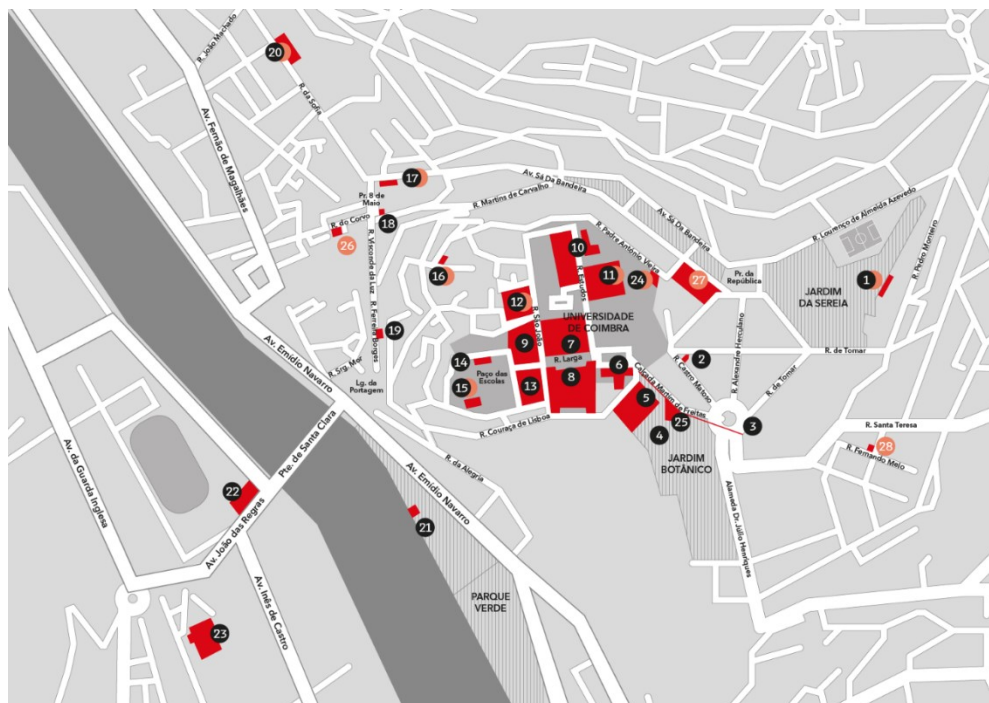 R. João Machado
20
R. da Sofia
Av. Fernão de Magalhães
17
Av. Sá Da Bandeira
Pr. 8 de
Maio
R. Martins de Carvalho
18
R. do Corvo
26
R. Visconde da Luz
16
R. Padre António Vieira
Av. Sá Da Bandeira
R. Lourenço de Almeida Azevedo
R. Pedro Monteiro
10
11
24
27
Pr. da
República
1
JARDIM
DA SEREIA
12
R. Estudos
UNIVERSIDADE
DE COIMBRA
R. São João
19
R. Ferreira Borges
9
7
R. Larga
14
Paço das
Escolas
15
13
8
6
2
R. Castro Matoso
R. Alexandre Herculano
R. de Tomar
R. de Tomar
Av. Emídio Navarro
R. Srg. Mor
Lg. da
Portagem
Calçada Martim de Freitas
5
25
3
4
JARDIM
BOTÂNICO
R. Couraça de Lisboa
R. Santa Teresa
28
R. Fernando Melo
Pte. de Santa Clara
R. da Alegria
Av. Emídio Navarro
Av. da Guarda Inglesa
22
Av. João das Regras
21
Alameda Dr. Júlio Henriques
Av. Inês de Castro
PARQUE
VERDE
23